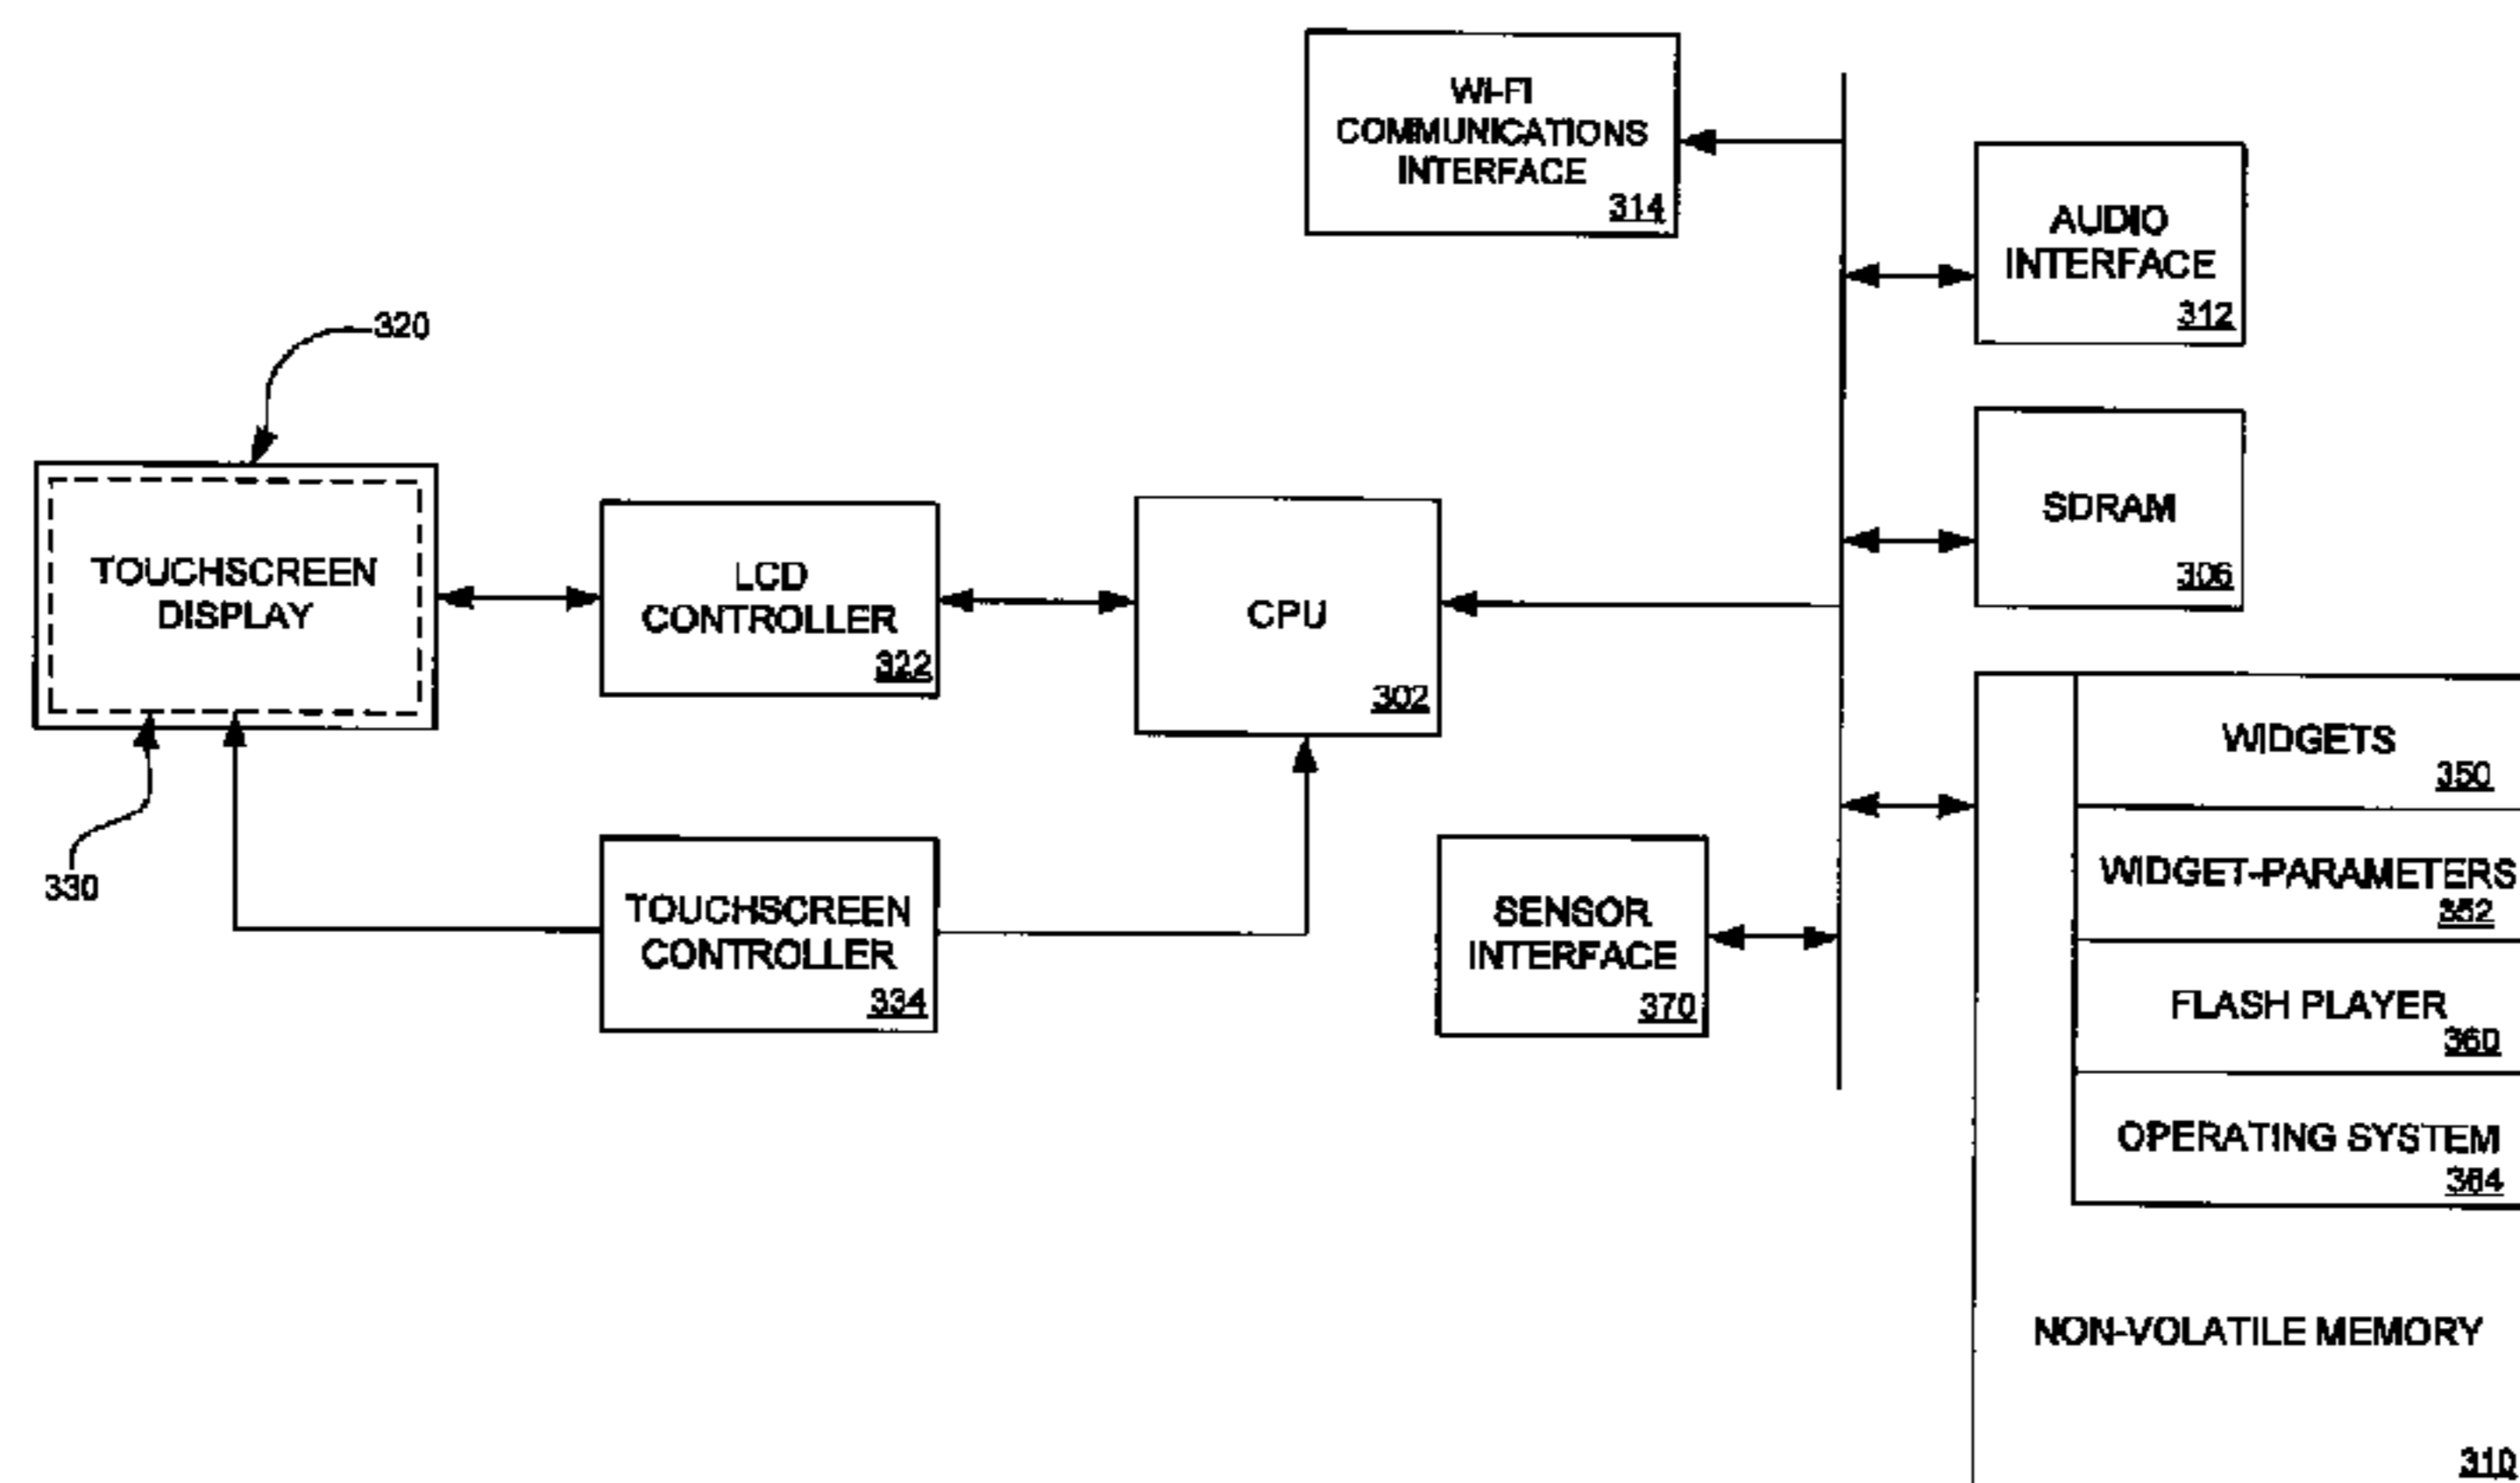 WI-FI
COMMUNICATIONS
INTERFACE
314
AUDIO
INTERFACE
312
320
SDRAM
306
TOUCHSCREEN
DISPLAY
LCD
CONTROLLER
322
CPU
302
WIDGETS
350
330
TOUCHSCREEN
CONTROLLER
334
SENSOR
INTERFACE
370
WIDGET-PARAMETERS
352
FLASH PLAYER
360
OPERATING SYSTEM
364
NON-VOLATILE MEMORY
310